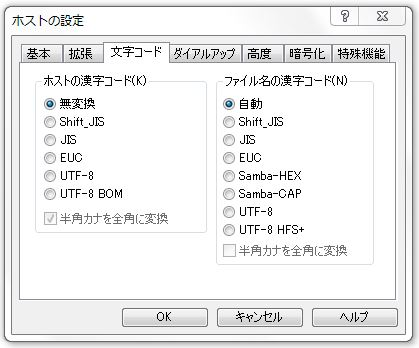 ホストの設定
基本 拡張 文字コード ダイアルアップ 高度 暗号化 特殊機能
ホストの漢字コード(K)
無変換
Shift_JIS
JIS
EUC
UTF-8
UTF-8 BOM
半角カナを全角に変換
ファイル名の漢字コード(N)
自動
Shift_JIS
JIS
EUC
Samba-HEX
Samba-CAP
UTF-8
UTF-8 HFS+
半角カナを全角に変換
OK キャンセル ヘルプ